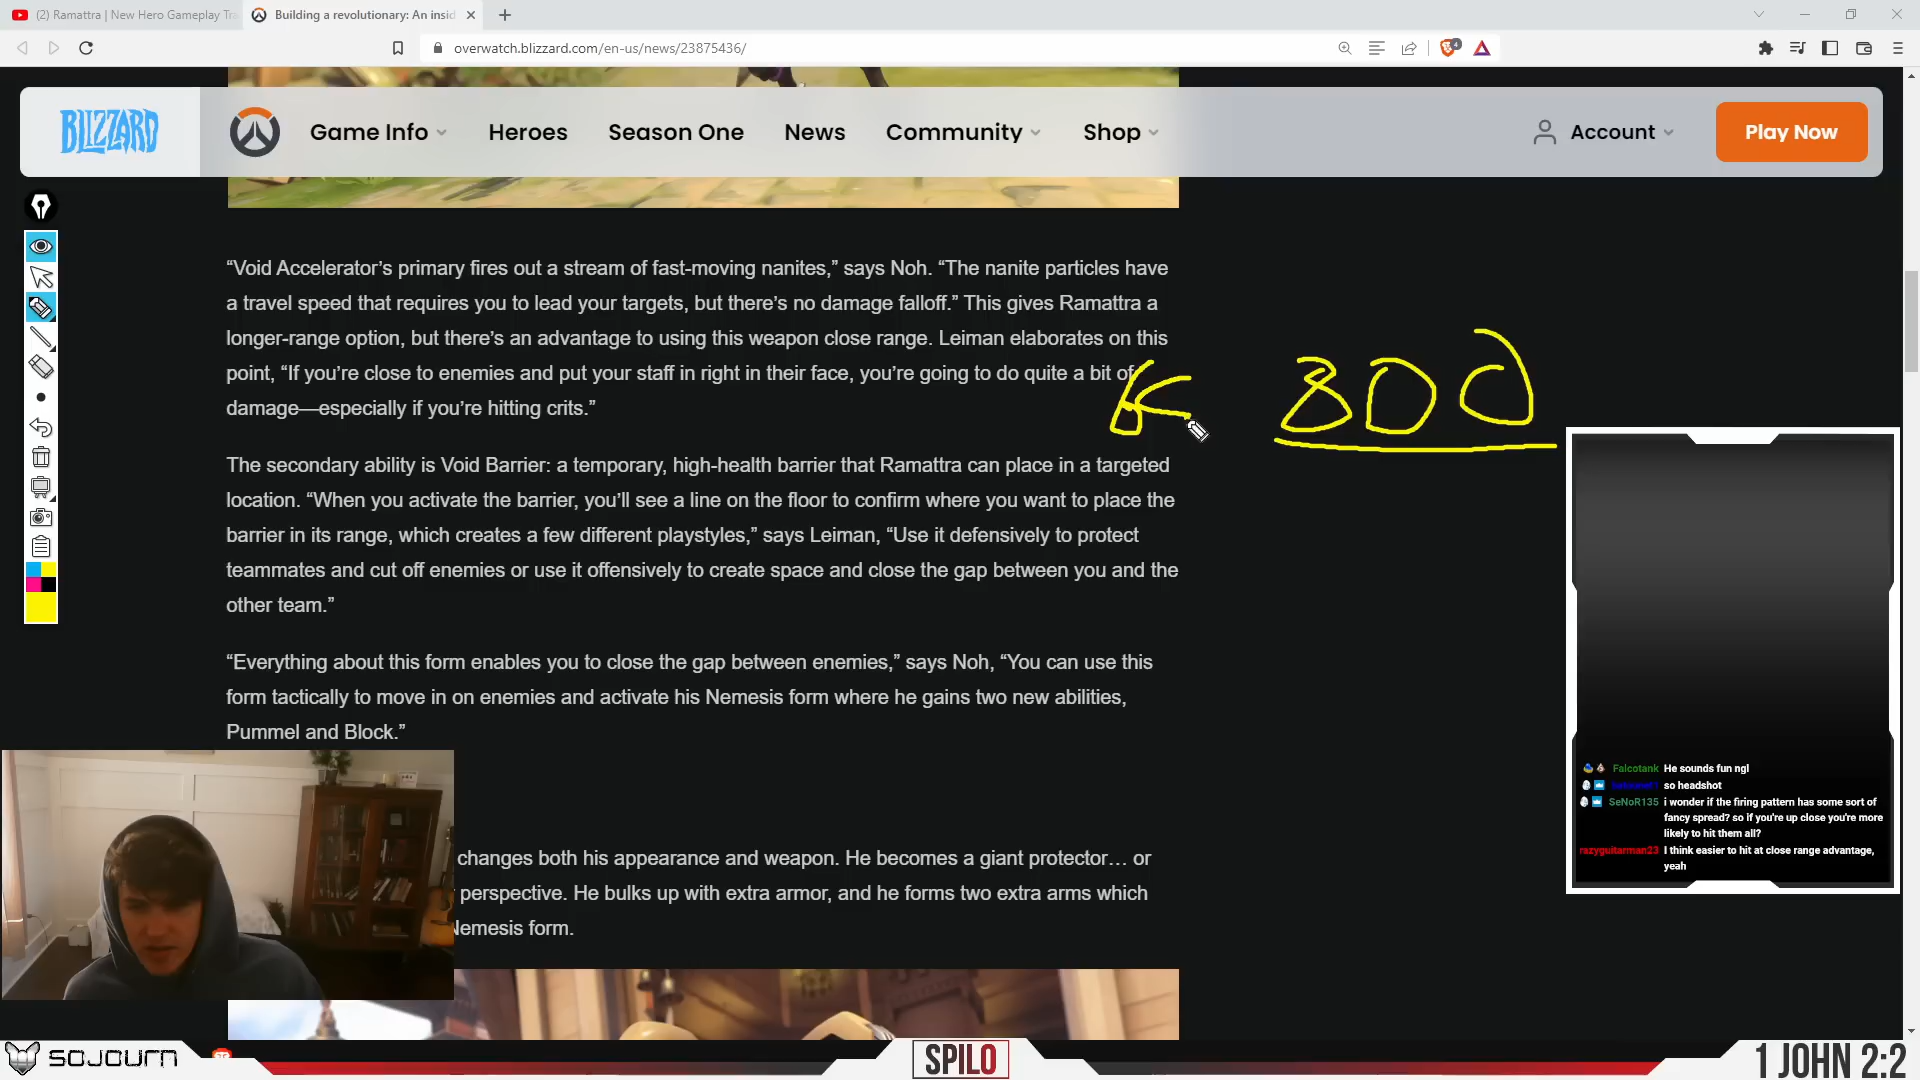 (2) Ramattra | New Hero Gameplay Tra
Building a revolutionary: An insid
overwatch.blizzard.com/en-us/news/23875436/
4
BLIZZARD
Game Info
Heroes
Season One
News
Community
Shop
Account
Play Now
“Void Accelerator’s primary fires out a stream of fast-moving nanites,” says Noh. “The nanite particles have
a travel speed that requires you to lead your targets, but there’s no damage falloff.” This gives Ramattra a
longer-range option, but there’s an advantage to using this weapon close range. Leiman elaborates on this
point, “If you’re close to enemies and put your staff in right in their face, you’re going to do quite a bit of
damage—especially if you’re hitting crits.”
300
The secondary ability is Void Barrier: a temporary, high-health barrier that Ramattra can place in a targeted
location. “When you activate the barrier, you’ll see a line on the floor to confirm where you want to place the
barrier in its range, which creates a few different playstyles,” says Leiman, “Use it defensively to protect
teammates and cut off enemies or use it offensively to create space and close the gap between you and the
other team.”
“Everything about this form enables you to close the gap between enemies,” says Noh, “You can use this
form tactically to move in on enemies and activate his Nemesis form where he gains two new abilities,
Pummel and Block.”
changes both his appearance and weapon. He becomes a giant protector… or
perspective. He bulks up with extra armor, and he forms two extra arms which
Nemesis form.
Falcotank He sounds fun ngl
so headshot
SeNoR135 i wonder if the firing pattern has some sort of
fancy spread? so if you're up close you're more
likely to hit them all?
razyguitarman23 I think easier to hit at close range advantage,
yeah
SOJOURN
SPILO
1 JOHN 2:2